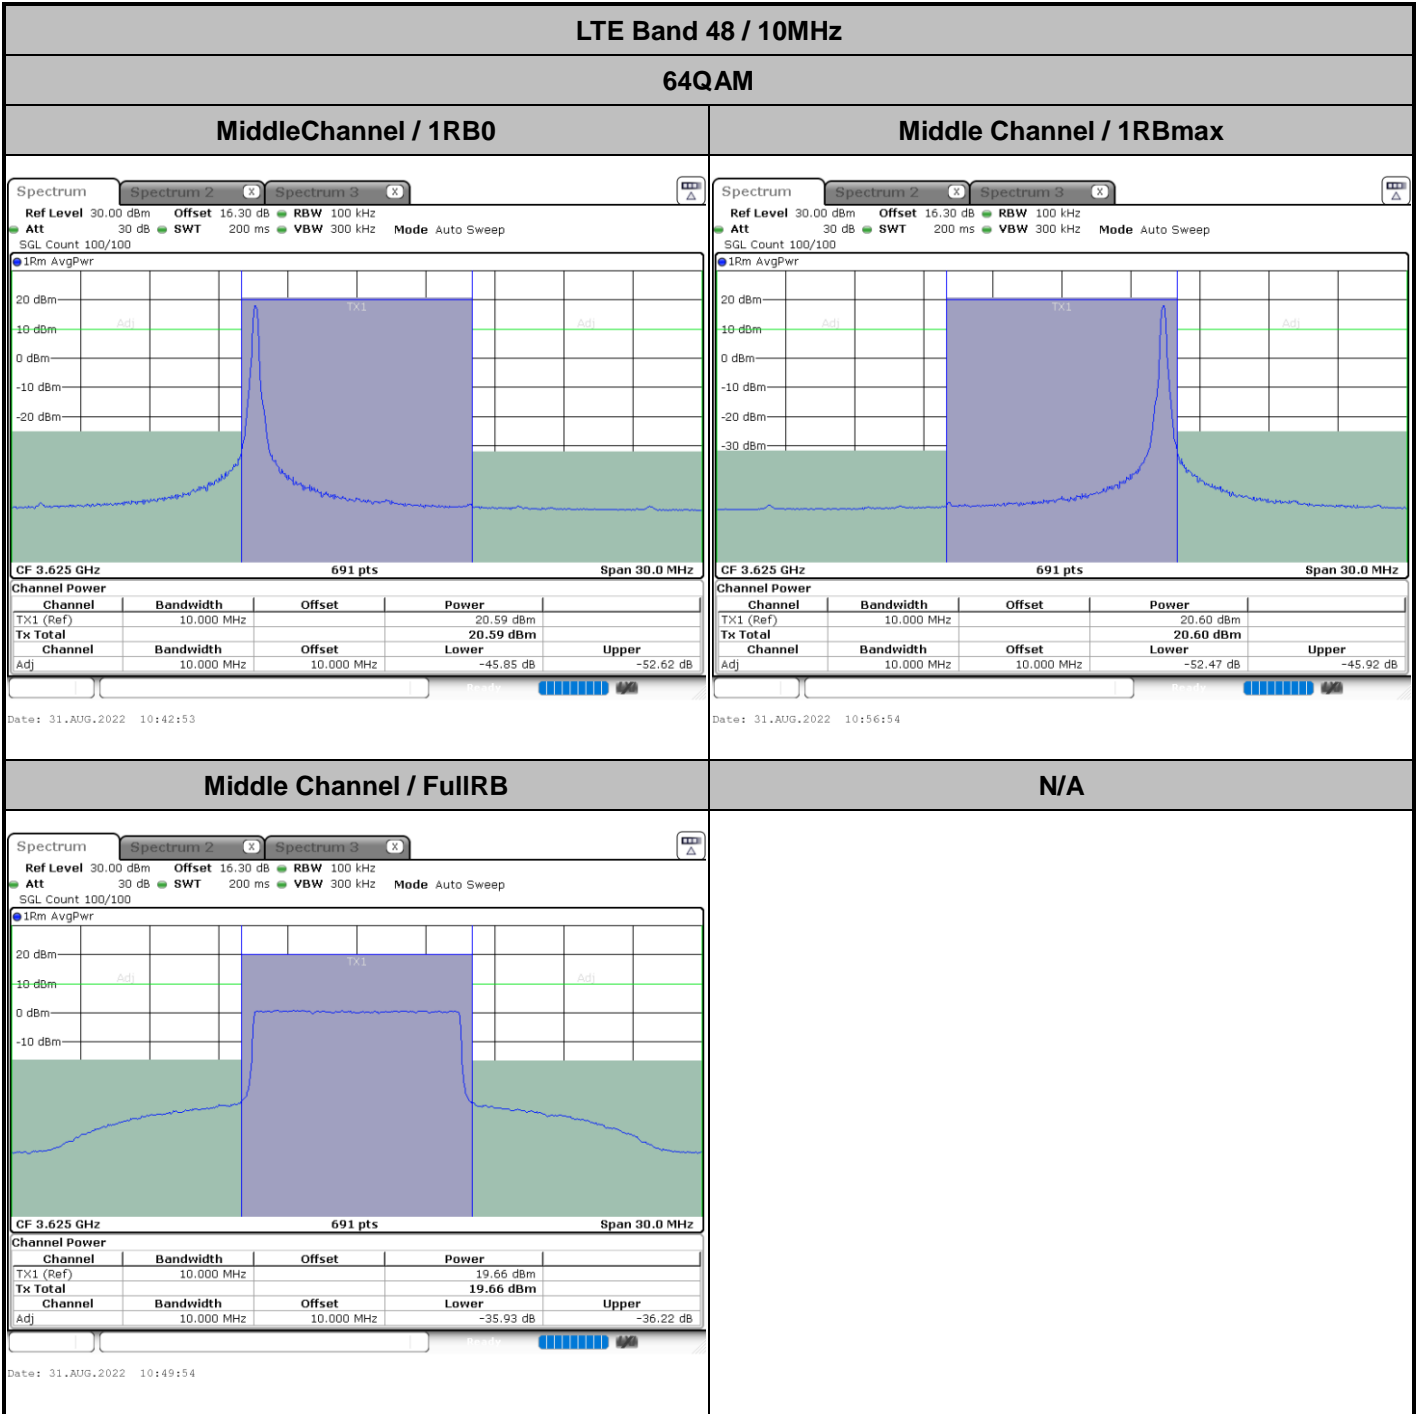 LTE Band 48 / 10MHz
64QAM
MiddleChannel / 1RB0
Middle Channel / 1RBmax
Spectrum Spectrum 2 X Spectrum 3 X
Ref Level 30.00 dBm Offset 16.30 dB RBW 100 kHz
Att 30 dB SWT 200 ms VBW 300 kHz Mode Auto Sweep
SGL Count 100/100
1Rm AvgPwr
TX1
20 dBm
Adj Adj
10 dBm
0 dBm
-10 dBm
-20 dBm
CF 3.625 GHz 691 pts Span 30.0 MHz
Channel Power
Channel Bandwidth Offset Power
TX1 (Ref) 10.000 MHz 20.59 dBm
Tx Total 20.59 dBm
Channel Bandwidth Offset Lower Upper
Adj 10.000 MHz 10.000 MHz -45.85 dB -52.62 dB
Ready
Date: 31.AUG.2022 10:42:53
Spectrum Spectrum 2 X Spectrum 3 X
Ref Level 30.00 dBm Offset 16.30 dB RBW 100 kHz
Att 30 dB SWT 200 ms VBW 300 kHz Mode Auto Sweep
SGL Count 100/100
1Rm AvgPwr
TX1
20 dBm
Adj Adj
10 dBm
0 dBm
-10 dBm
-20 dBm
-30 dBm
CF 3.625 GHz 691 pts Span 30.0 MHz
Channel Power
Channel Bandwidth Offset Power
TX1 (Ref) 10.000 MHz 20.60 dBm
Tx Total 20.60 dBm
Channel Bandwidth Offset Lower Upper
Adj 10.000 MHz 10.000 MHz -52.47 dB -45.92 dB
Ready
Date: 31.AUG.2022 10:56:54
Middle Channel / FullRB
N/A
Spectrum Spectrum 2 X Spectrum 3 X
Ref Level 30.00 dBm Offset 16.30 dB RBW 100 kHz
Att 30 dB SWT 200 ms VBW 300 kHz Mode Auto Sweep
SGL Count 100/100
1Rm AvgPwr
20 dBm
TX1
Adj Adj
10 dBm
0 dBm
-10 dBm
CF 3.625 GHz 691 pts Span 30.0 MHz
Channel Power
Channel Bandwidth Offset Power
TX1 (Ref) 10.000 MHz 19.66 dBm
Tx Total 19.66 dBm
Channel Bandwidth Offset Lower Upper
Adj 10.000 MHz 10.000 MHz -35.93 dB -36.22 dB
Ready
Date: 31.AUG.2022 10:49:54